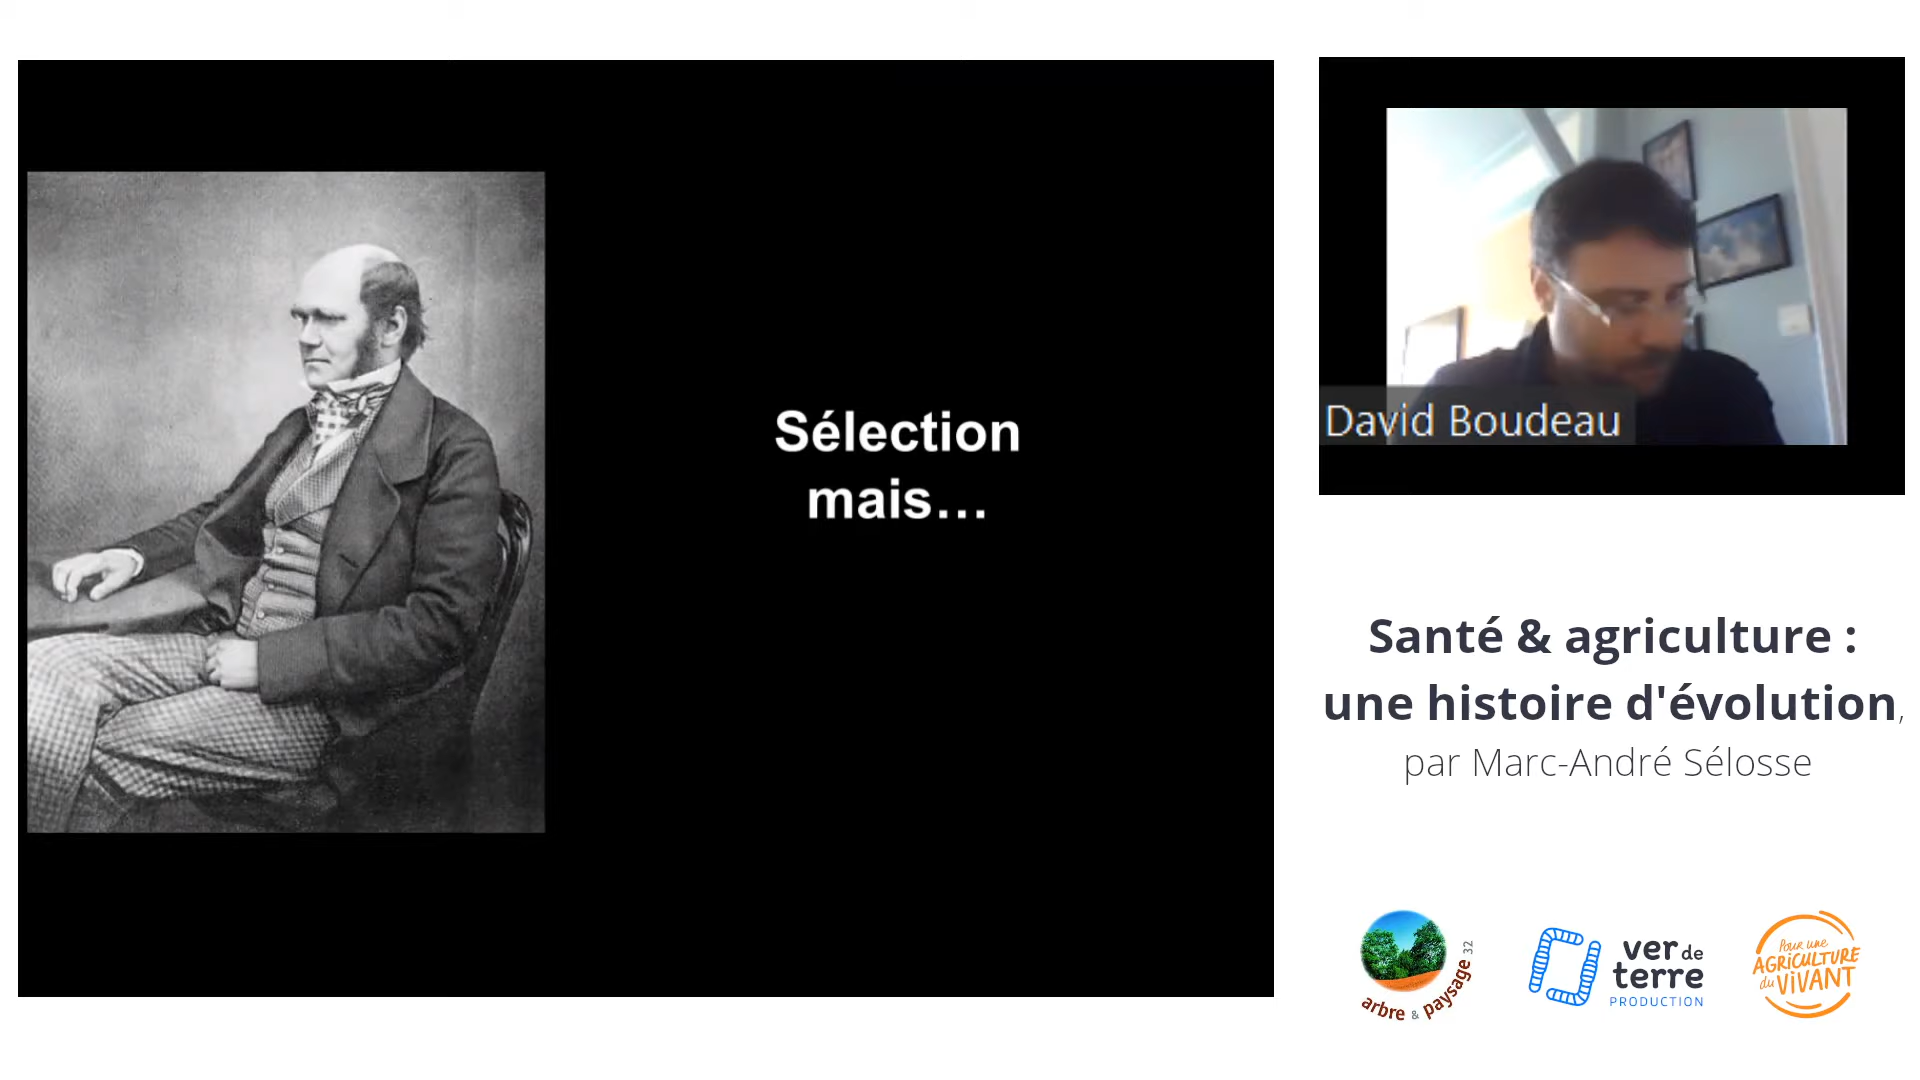 Sélection
mais…
David Boudeau
Santé & agriculture :
une histoire d'évolution,
par Marc-André Sélosse
arbre & paysage 32
ver de
terre
PRODUCTION
Pour une
AGRICULTURE
du VIVANT